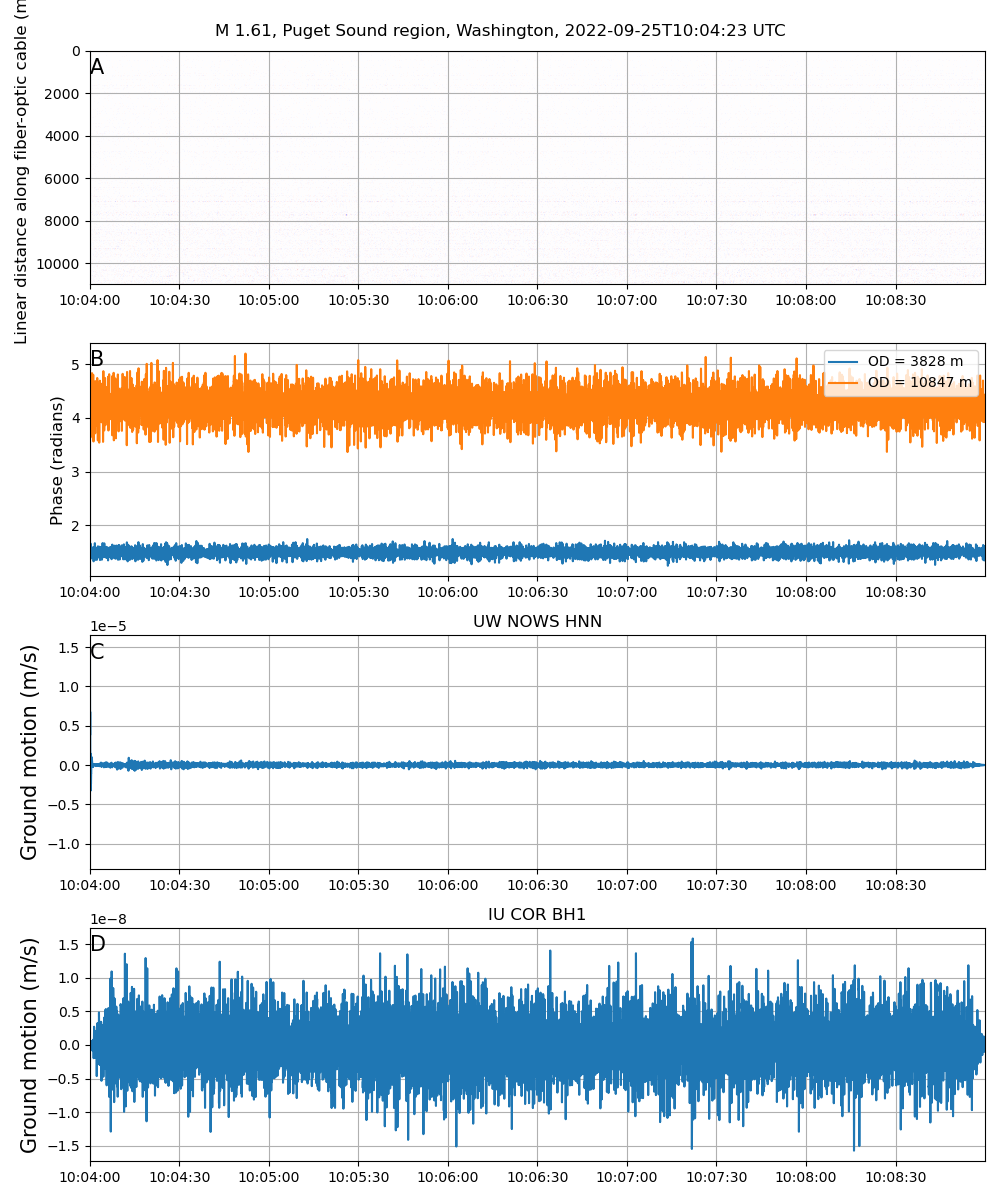 M 1.61, Puget Sound region, Washington, 2022-09-25T10:04:23 UTC
Linear distance along fiber-optic cable (m
A
0
2000
4000
6000
8000
10000
10:04:00 10:04:30 10:05:00 10:05:30 10:06:00 10:06:30 10:07:00 10:07:30 10:08:00 10:08:30
Phase (radians)
B
5
4
3
2
OD = 3828 m
OD = 10847 m
10:04:00 10:04:30 10:05:00 10:05:30 10:06:00 10:06:30 10:07:00 10:07:30 10:08:00 10:08:30
UW NOWS HNN
1e−5
Ground motion (m/s)
C
1.5
1.0
0.5
0.0
−0.5
−1.0
10:04:00 10:04:30 10:05:00 10:05:30 10:06:00 10:06:30 10:07:00 10:07:30 10:08:00 10:08:30
IU COR BH1
1e−8
Ground motion (m/s)
D
1.5
1.0
0.5
0.0
−0.5
−1.0
−1.5
10:04:00 10:04:30 10:05:00 10:05:30 10:06:00 10:06:30 10:07:00 10:07:30 10:08:00 10:08:30